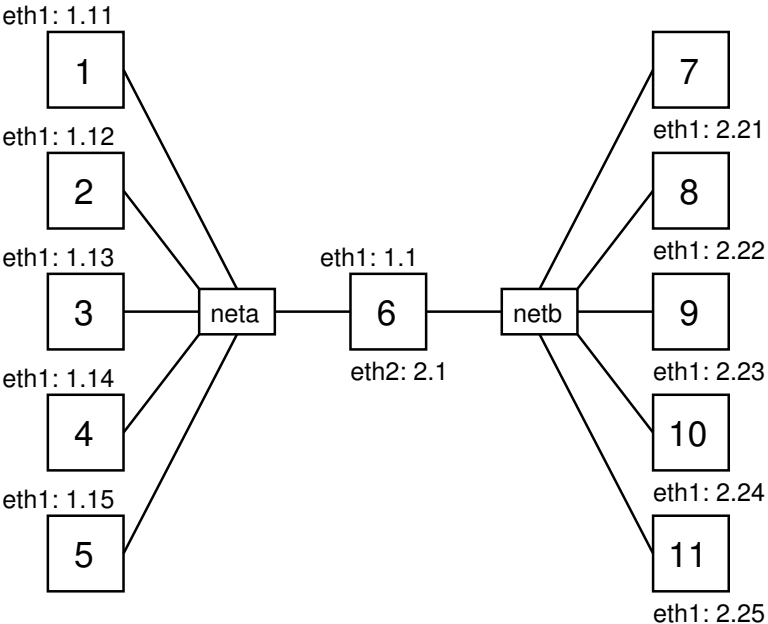 eth1: 1.11
1
eth1: 1.12
2
eth1: 1.13
3
eth1: 1.14
4
eth1: 1.15
5
neta
eth1: 1.1
6
eth2: 2.1
netb
7
eth1: 2.21
8
eth1: 2.22
9
eth1: 2.23
10
eth1: 2.24
11
eth1: 2.25